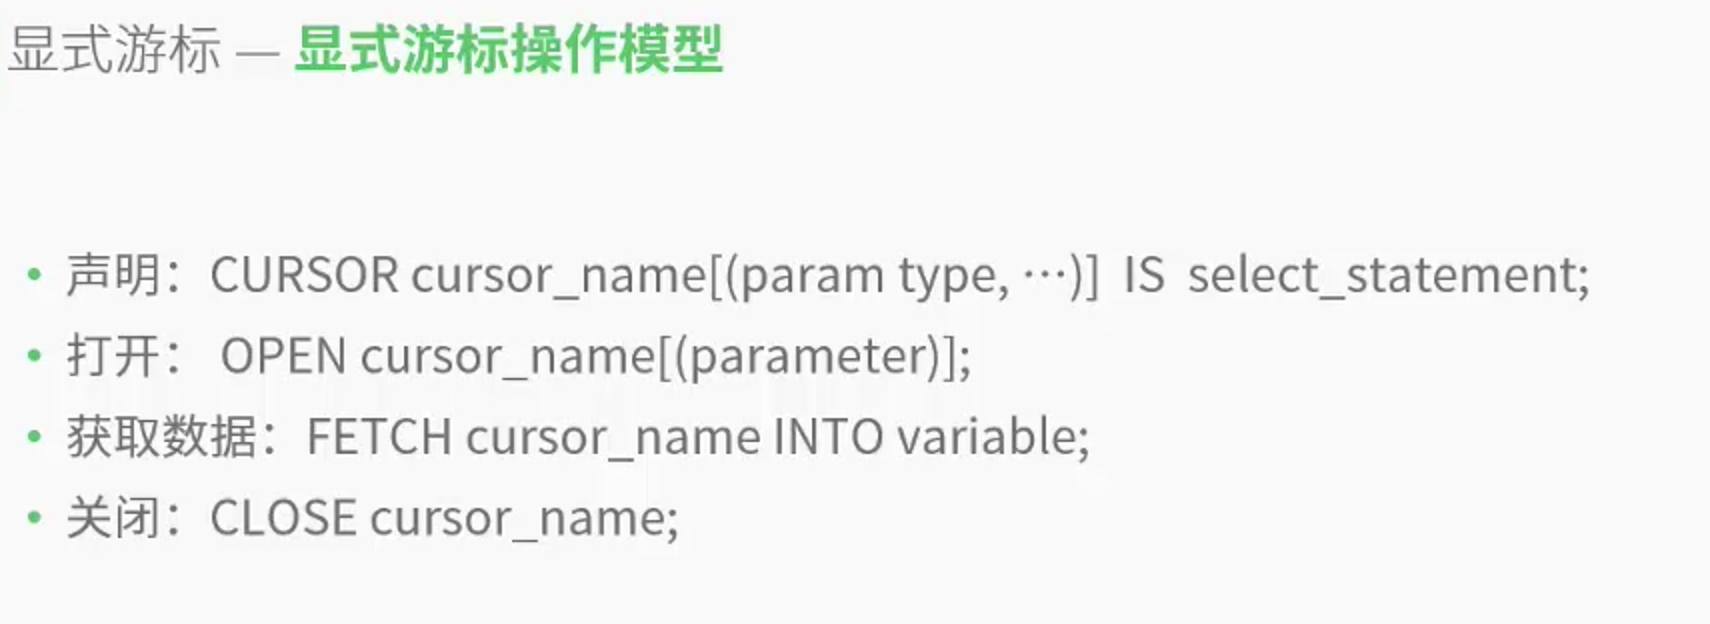 显式游标 — 显式游标操作模型
• 声明：CURSOR cursor_name[(param type, …)]  IS  select_statement;
• 打开： OPEN cursor_name[(parameter)];
• 获取数据：FETCH cursor_name INTO variable;
• 关闭：CLOSE cursor_name;